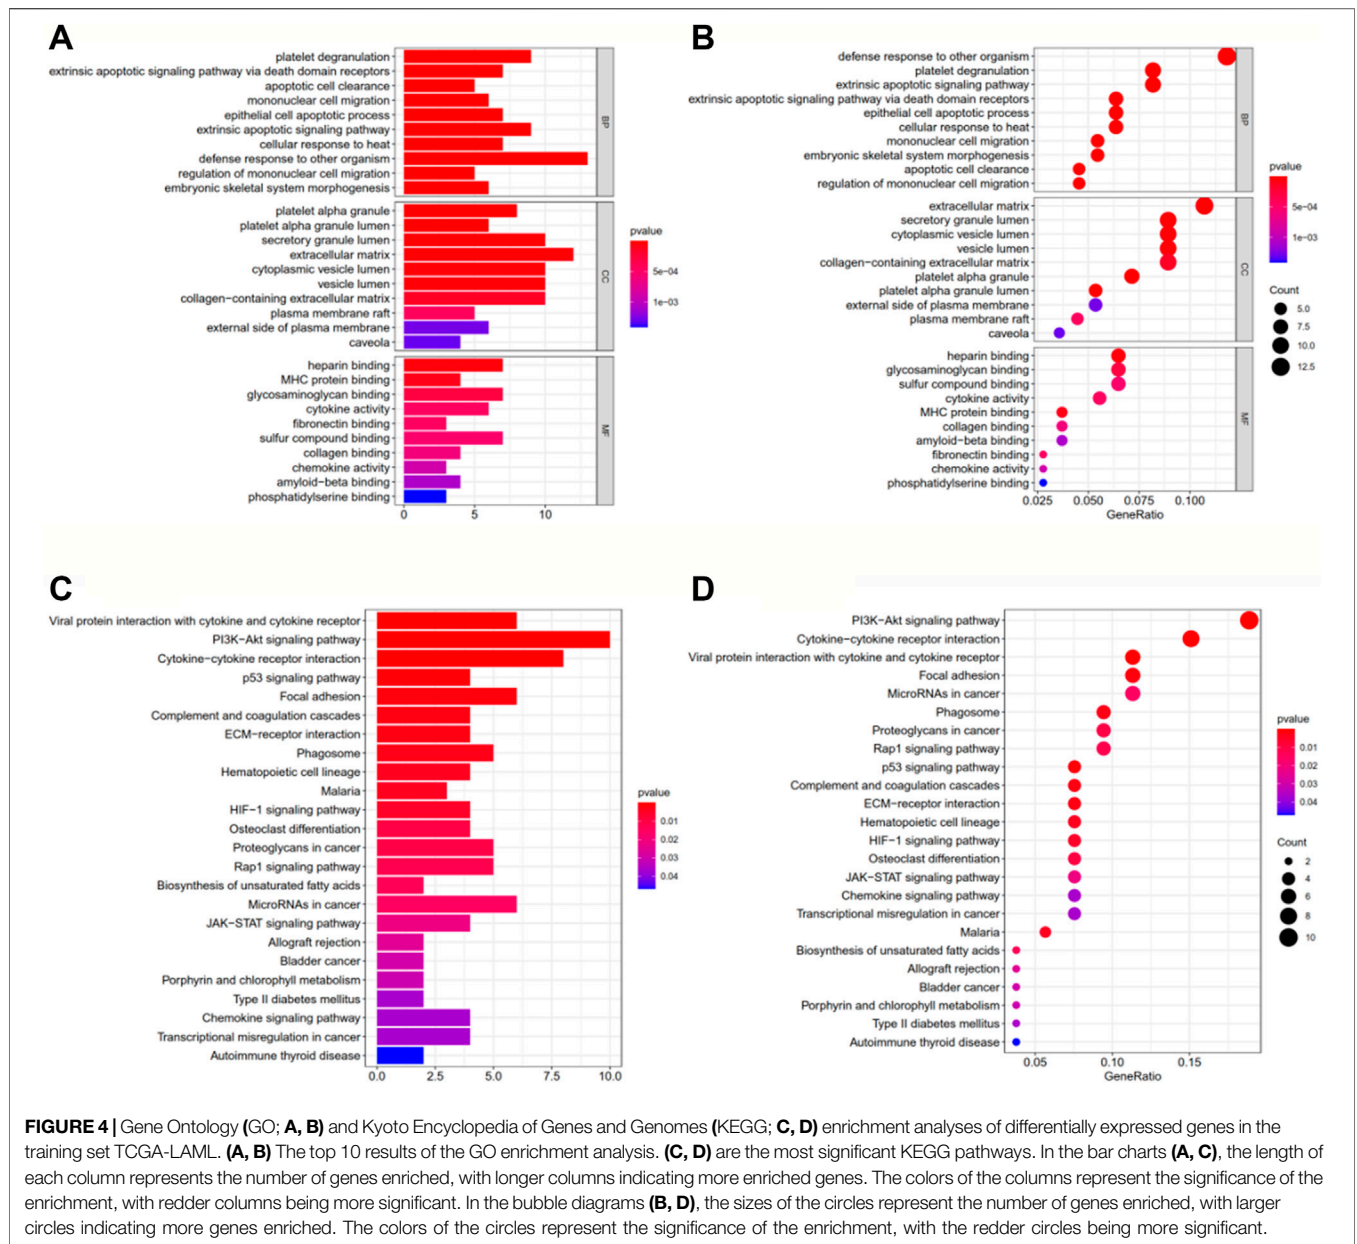 A
platelet degranulation
extrinsic apoptotic signaling pathway via death domain receptors
apoptotic cell clearance
mononuclear cell migration
epithelial cell apoptotic process
extrinsic apoptotic signaling pathway
cellular response to heat
defense response to other organism
regulation of mononuclear cell migration
embryonic skeletal system morphogenesis
BP
platelet alpha granule
platelet alpha granule lumen
secretory granule lumen
extracellular matrix
cytoplasmic vesicle lumen
vesicle lumen
collagen−containing extracellular matrix
plasma membrane raft
external side of plasma membrane
caveola
CC
heparin binding
MHC protein binding
glycosaminoglycan binding
cytokine activity
fibronectin binding
sulfur compound binding
collagen binding
chemokine activity
amyloid−beta binding
phosphatidylserine binding
MF
0 5 10
pvalue
5e−04
1e−03
B
defense response to other organism
platelet degranulation
extrinsic apoptotic signaling pathway
extrinsic apoptotic signaling pathway via death domain receptors
epithelial cell apoptotic process
cellular response to heat
mononuclear cell migration
embryonic skeletal system morphogenesis
apoptotic cell clearance
regulation of mononuclear cell migration
BP
extracellular matrix
secretory granule lumen
cytoplasmic vesicle lumen
vesicle lumen
collagen−containing extracellular matrix
platelet alpha granule
platelet alpha granule lumen
external side of plasma membrane
plasma membrane raft
caveola
CC
heparin binding
glycosaminoglycan binding
sulfur compound binding
cytokine activity
MHC protein binding
collagen binding
amyloid−beta binding
fibronectin binding
chemokine activity
phosphatidylserine binding
MF
0.025 0.050 0.075 0.100
GeneRatio
pvalue
5e−04
1e−03
Count
5.0
7.5
10.0
12.5
C
Viral protein interaction with cytokine and cytokine receptor
PI3K−Akt signaling pathway
Cytokine−cytokine receptor interaction
p53 signaling pathway
Focal adhesion
Complement and coagulation cascades
ECM−receptor interaction
Phagosome
Hematopoietic cell lineage
Malaria
HIF−1 signaling pathway
Osteoclast differentiation
Proteoglycans in cancer
Rap1 signaling pathway
Biosynthesis of unsaturated fatty acids
MicroRNAs in cancer
JAK−STAT signaling pathway
Allograft rejection
Bladder cancer
Porphyrin and chlorophyll metabolism
Type II diabetes mellitus
Chemokine signaling pathway
Transcriptional misregulation in cancer
Autoimmune thyroid disease
0.0 2.5 5.0 7.5 10.0
pvalue
0.01
0.02
0.03
0.04
D
PI3K−Akt signaling pathway
Cytokine−cytokine receptor interaction
Viral protein interaction with cytokine and cytokine receptor
Focal adhesion
MicroRNAs in cancer
Phagosome
Proteoglycans in cancer
Rap1 signaling pathway
p53 signaling pathway
Complement and coagulation cascades
ECM−receptor interaction
Hematopoietic cell lineage
HIF−1 signaling pathway
Osteoclast differentiation
JAK−STAT signaling pathway
Chemokine signaling pathway
Transcriptional misregulation in cancer
Malaria
Biosynthesis of unsaturated fatty acids
Allograft rejection
Bladder cancer
Porphyrin and chlorophyll metabolism
Type II diabetes mellitus
Autoimmune thyroid disease
0.05 0.10 0.15
GeneRatio
pvalue
0.01
0.02
0.03
0.04
Count
2
4
6
8
10
FIGURE 4 | Gene Ontology (GO; A, B) and Kyoto Encyclopedia of Genes and Genomes (KEGG; C, D) enrichment analyses of differentially expressed genes in the
training set TCGA-LAML. (A, B) The top 10 results of the GO enrichment analysis. (C, D) are the most significant KEGG pathways. In the bar charts (A, C), the length of
each column represents the number of genes enriched, with longer columns indicating more enriched genes. The colors of the columns represent the significance of the
enrichment, with redder columns being more significant. In the bubble diagrams (B, D), the sizes of the circles represent the number of genes enriched, with larger
circles indicating more genes enriched. The colors of the circles represent the significance of the enrichment, with the redder circles being more significant.